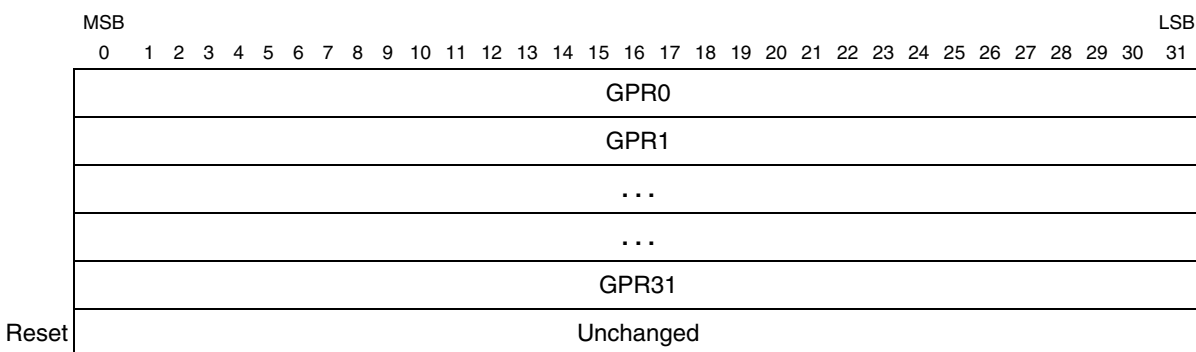 MSB LSB
0 1 2 3 4 5 6 7 8 9 10 11 12 13 14 15 16 17 18 19 20 21 22 23 24 25 26 27 28 29 30 31
GPR0
GPR1
. . .
. . .
GPR31
Reset Unchanged